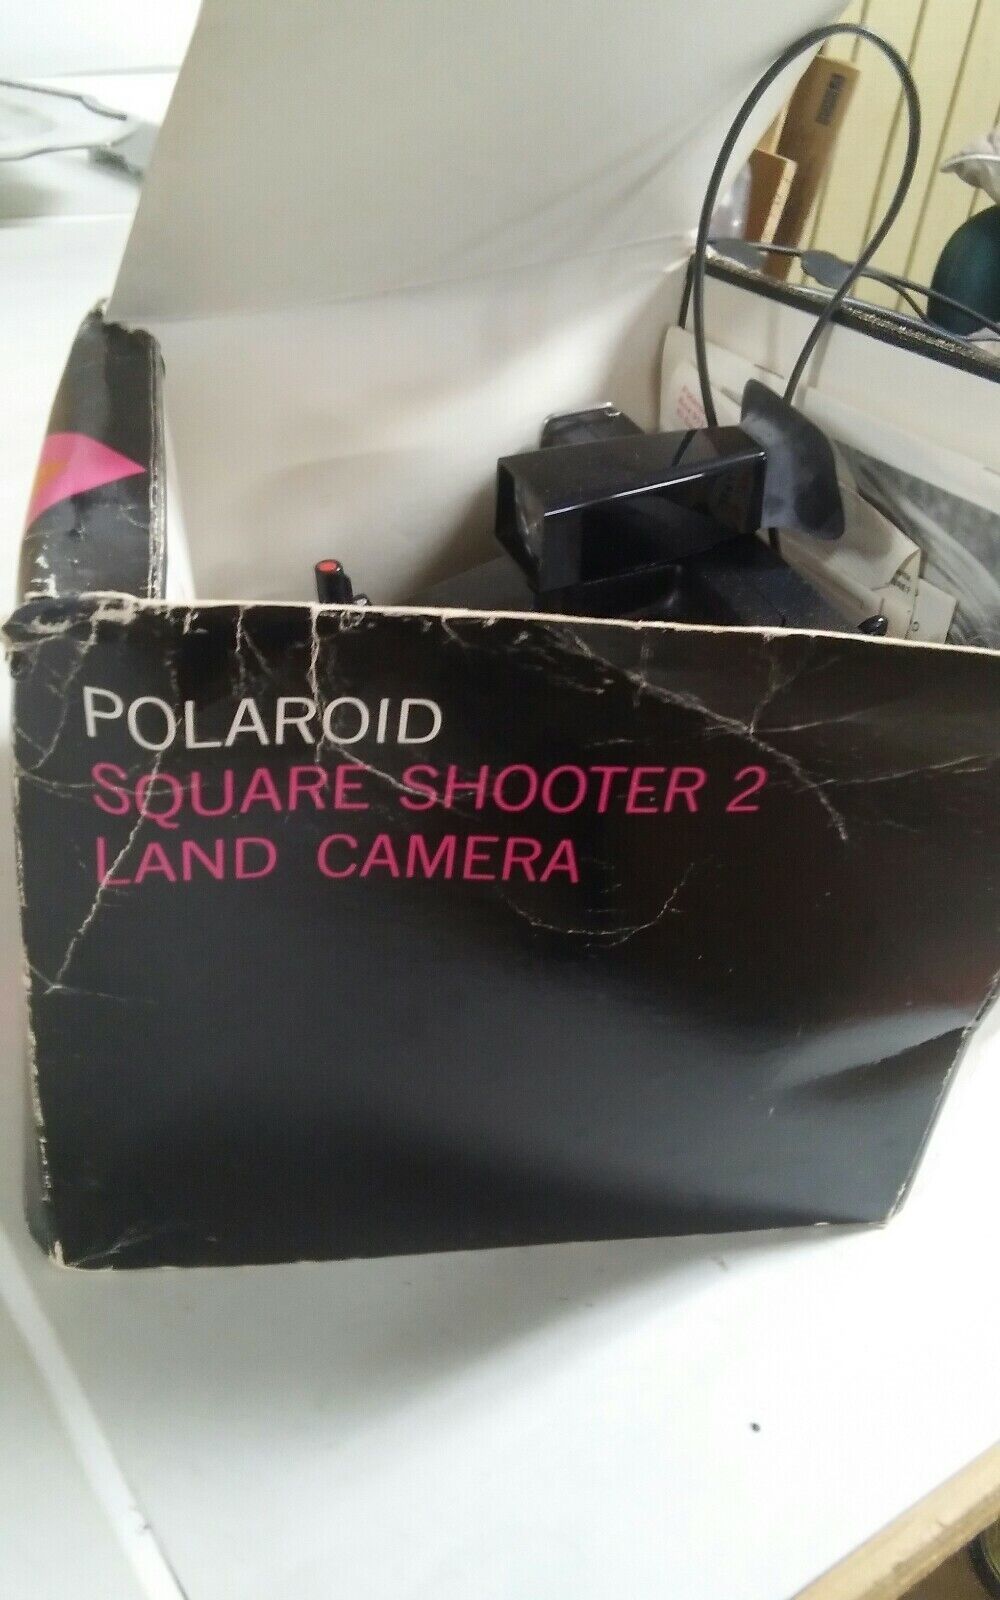 POLAROID
SQUARE SHOOTER 2
LAND CAMERA